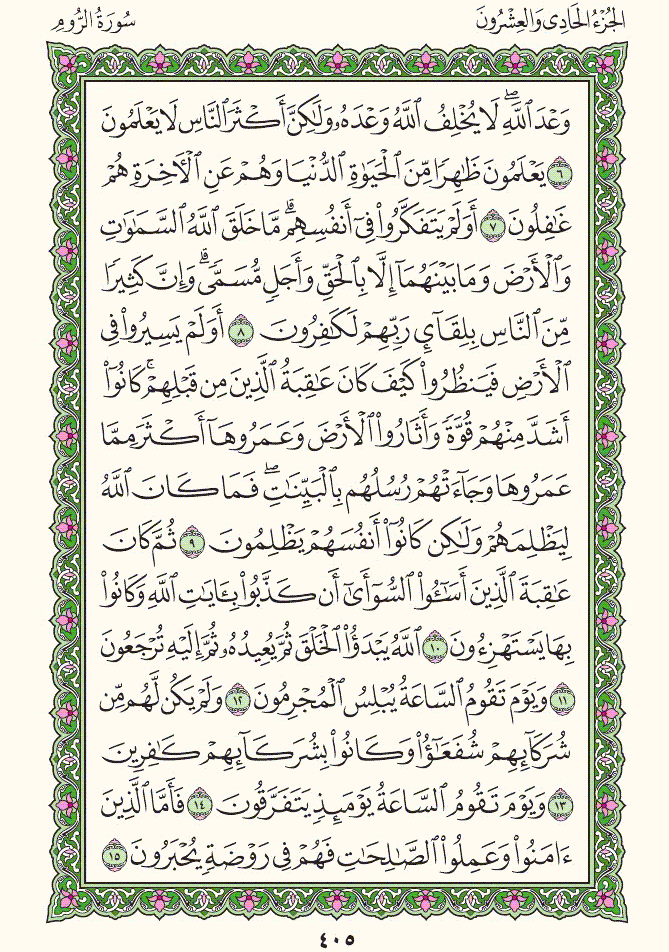 الجُزْءُ الحَادِي وَالعِشْرُونَ
سُورَةُ الرُّومِ
وَعْدَ ٱللَّهِۖ لَا يُخْلِفُ ٱللَّهُ وَعْدَهُۥ وَلَٰكِنَّ أَكْثَرَ ٱلنَّاسِ لَا يَعْلَمُونَ
٦ يَعْلَمُونَ ظَٰهِرًا مِّنَ ٱلْحَيَوٰةِ ٱلدُّنْيَا وَهُمْ عَنِ ٱلْأٓخِرَةِ هُمْ
غَٰفِلُونَ ٧ أَوَلَمْ يَتَفَكَّرُوا۟ فِىٓ أَنفُسِهِمۗ مَّا خَلَقَ ٱللَّهُ ٱلسَّمَٰوَٰتِ
وَٱلْأَرْضَ وَمَا بَيْنَهُمَآ إِلَّا بِٱلْحَقِّ وَأَجَلٍ مُّسَمًّىۗ وَإِنَّ كَثِيرًا
مِّنَ ٱلنَّاسِ بِلِقَآئِ رَبِّهِمْ لَكَٰفِرُونَ ٨ أَوَلَمْ يَسِيرُوا۟ فِى
ٱلْأَرْضِ فَيَنظُرُوا۟ كَيْفَ كَانَ عَٰقِبَةُ ٱلَّذِينَ مِن قَبْلِهِمْۚ كَانُوٓا۟
أَشَدَّ مِنْهُمْ قُوَّةً وَأَثَارُوا۟ ٱلْأَرْضَ وَعَمَرُوهَآ أَكْثَرَ مِمَّا
عَمَرُوهَا وَجَآءَتْهُمْ رُسُلُهُم بِٱلْبَيِّنَٰتِۖ فَمَا كَانَ ٱللَّهُ
لِيَظْلِمَهُمْ وَلَٰكِن كَانُوٓا۟ أَنفُسَهُمْ يَظْلِمُونَ ٩ ثُمَّ كَانَ
عَٰقِبَةَ ٱلَّذِينَ أَسَٰٓـُٔوا۟ ٱلسُّوٓأَىٰٓ أَن كَذَّبُوا۟ بِـَٔايَٰتِ ٱللَّهِ وَكَانُوا۟
بِهَا يَسْتَهْزِءُونَ ١٠ ٱللَّهُ يَبْدَؤُا۟ ٱلْخَلْقَ ثُمَّ يُعِيدُهُۥ ثُمَّ إِلَيْهِ تُرْجَعُونَ
١١ وَيَوْمَ تَقُومُ ٱلسَّاعَةُ يُبْلِسُ ٱلْمُجْرِمُونَ ١٢ وَلَمْ يَكُن لَّهُم مِّن
شُرَكَآئِهِمْ شُفَعَٰٓؤُا۟ وَكَانُوا۟ بِشُرَكَآئِهِمْ كَٰفِرِينَ
١٣ وَيَوْمَ تَقُومُ ٱلسَّاعَةُ يَوْمَئِذٍ يَتَفَرَّقُونَ ١٤ فَأَمَّا ٱلَّذِينَ
ءَامَنُوا۟ وَعَمِلُوا۟ ٱلصَّٰلِحَٰتِ فَهُمْ فِى رَوْضَةٍ يُحْبَرُونَ ١٥
٤٠٥